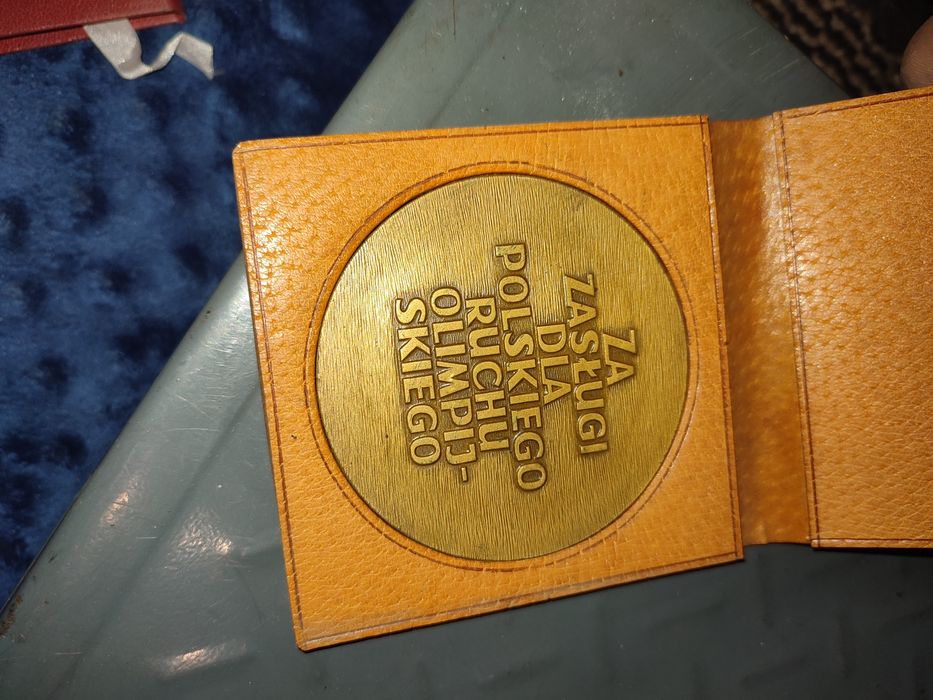 ZA
ZASŁUGI
DLA
POLSKIEGO
RUCHU
OLIMPIJ-
SKIEGO